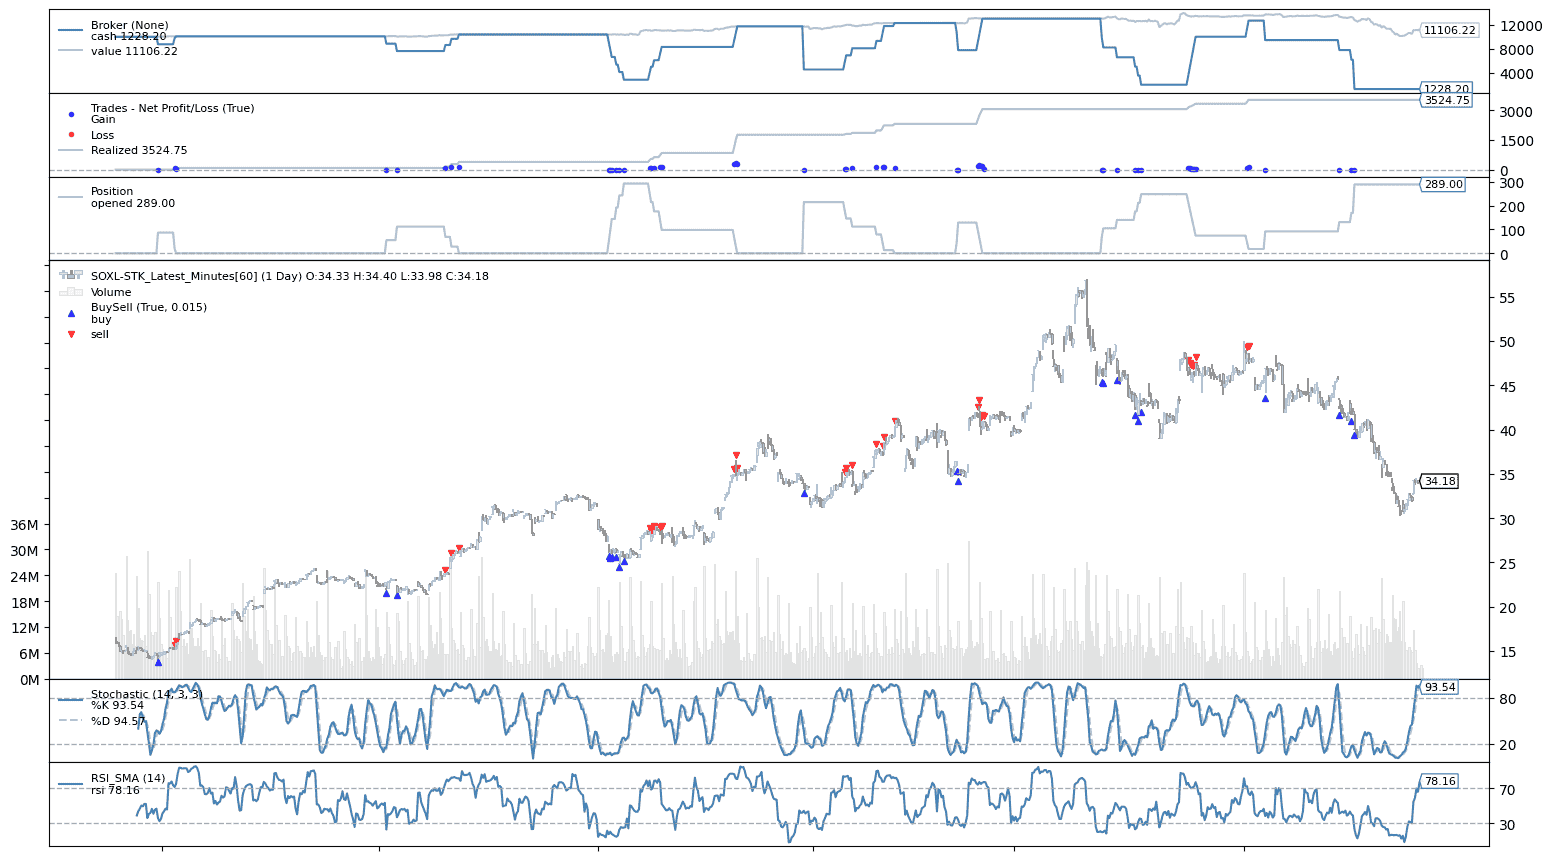 Broker (None)
cash 1228.20
value 11106.22
12000
11106.22
8000
4000
1228.20
Trades - Net Profit/Loss (True)
Gain
Loss
Realized 3524.75
3524.75
3000
1500
0
Position
opened 289.00
300
289.00
200
100
0
SOXL-STK_Latest_Minutes[60] (1 Day) O:34.33 H:34.40 L:33.98 C:34.18
Volume
BuySell (True, 0.015)
buy
sell
55
50
45
40
35
34.18
30
25
20
15
36M
30M
24M
18M
12M
6M
0M
Stochastic (14, 3, 3)
%K 93.54
%D 94.57
93.54
80
20
RSI_SMA (14)
rsi 78.16
78.16
70
30